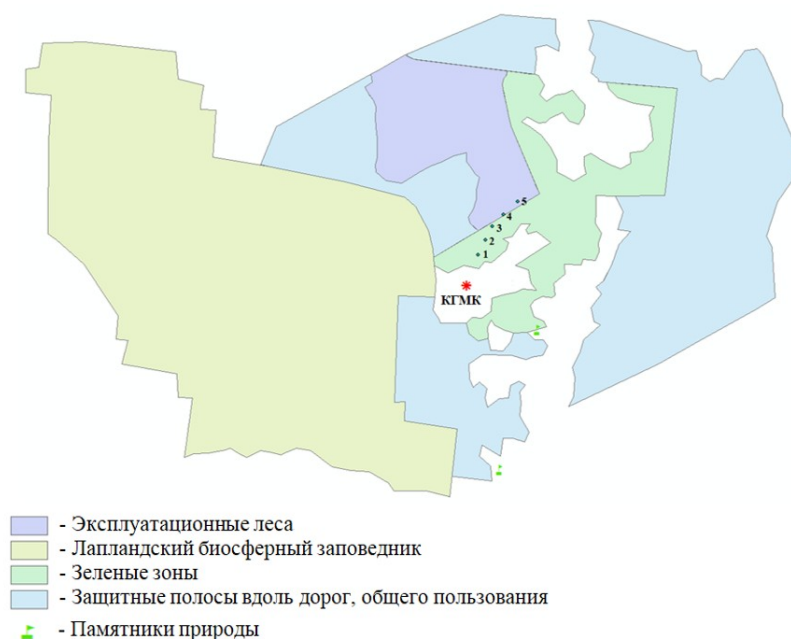 5
4
3
2
1
КГМК
- Эксплуатационные леса
- Лапландский биосферный заповедник
- Зеленые зоны
- Защитные полосы вдоль дорог, общего пользования
- Памятники природы